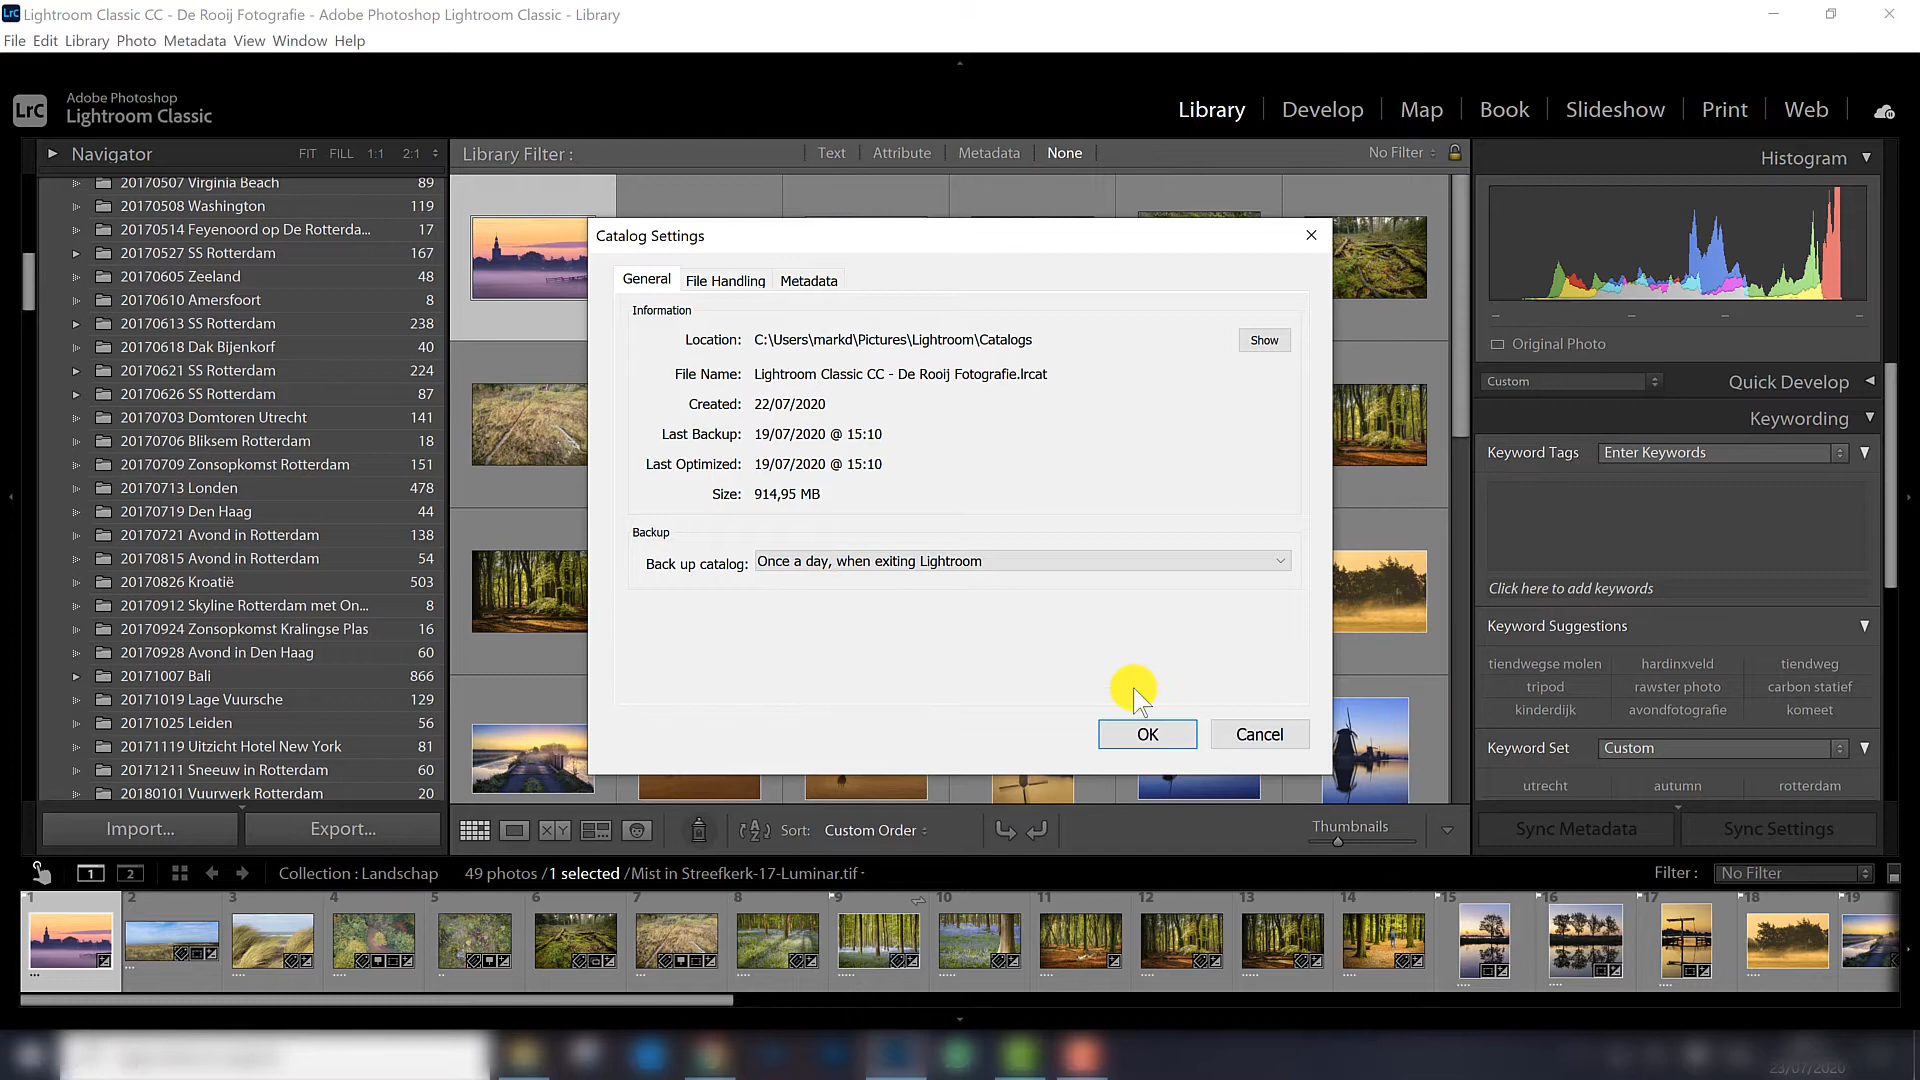 Lightroom Classic CC - De Rooij Fotografie - Adobe Photoshop Lightroom Classic - Library
File Edit Library Photo Metadata View Window Help
LrC
Adobe Photoshop
Lightroom Classic
Library Develop Map Book Slideshow Print Web
Navigator FIT FILL 1:1 2:1
20170507 Virginia Beach 89
20170508 Washington 119
20170514 Feyenoord op De Rotterda... 17
20170527 SS Rotterdam 167
20170605 Zeeland 48
20170610 Amersfoort 8
20170613 SS Rotterdam 238
20170618 Dak Bijenkorf 40
20170621 SS Rotterdam 224
20170626 SS Rotterdam 87
20170703 Domtoren Utrecht 141
20170706 Bliksem Rotterdam 18
20170709 Zonsopkomst Rotterdam 151
20170713 Londen 478
20170719 Den Haag 44
20170721 Avond in Rotterdam 138
20170815 Avond in Rotterdam 54
20170826 Kroatië 503
20170912 Skyline Rotterdam met On... 8
20170924 Zonsopkomst Kralingse Plas 16
20170928 Avond in Den Haag 60
20171007 Bali 866
20171019 Lage Vuursche 129
20171025 Leiden 56
20171119 Uitzicht Hotel New York 81
20171211 Sneeuw in Rotterdam 60
20180101 Vuurwerk Rotterdam 20
Import... Export...
Library Filter : Text Attribute Metadata None No Filter
Catalog Settings
General File Handling Metadata
Information
Location: C:\Users\markd\Pictures\Lightroom\Catalogs Show
File Name: Lightroom Classic CC - De Rooij Fotografie.lrcat
Created: 22/07/2020
Last Backup: 19/07/2020 @ 15:10
Last Optimized: 19/07/2020 @ 15:10
Size: 914,95 MB
Backup
Back up catalog: Once a day, when exiting Lightroom
OK Cancel
XY Sort: Custom Order Thumbnails
Histogram
Original Photo
Custom Quick Develop
Keywording
Keyword Tags Enter Keywords
Click here to add keywords
Keyword Suggestions
tiendwegse molen hardinxveld tiendweg
tripod rawster photo carbon statief
kinderdijk avondfotografie komeet
Keyword Set Custom
utrecht autumn rotterdam
Sync Metadata Sync Settings
1 2 Collection : Landschap 49 photos / 1 selected / Mist in Streefkerk-17-Luminar.tif Filter : No Filter
1 2 3 4 5 6 7 8 9 10 11 12 13 14 15 16 17 18 19
23/07/2020